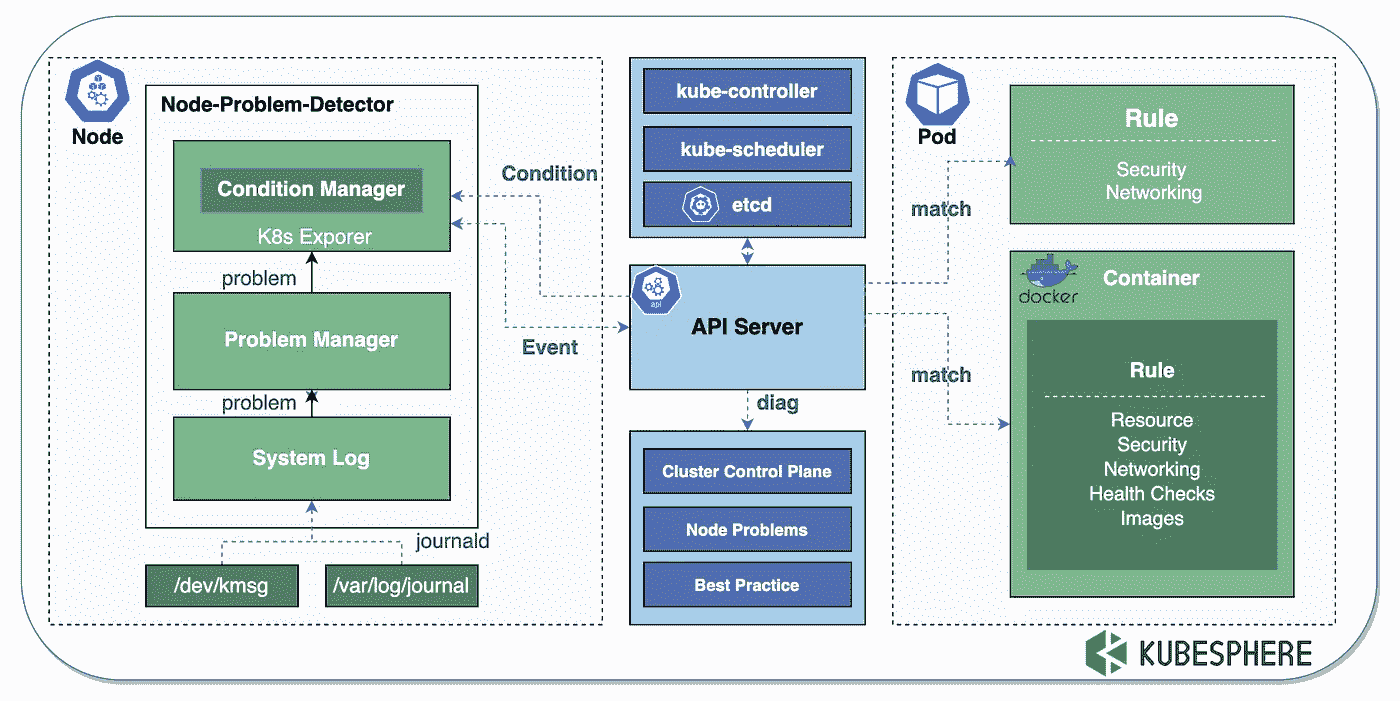 Node
Node-Problem-Detector
Condition Manager
K8s Exporer
problem
Problem Manager
problem
System Log
journald
/dev/kmsg
/var/log/journal
Condition
Event
kube-controller
kube-scheduler
etcd
api
API Server
diag
Cluster Control Plane
Node Problems
Best Practice
match
match
Pod
Rule
Security
Networking
docker
Container
Rule
Resource
Security
Networking
Health Checks
Images
KUBESPHERE